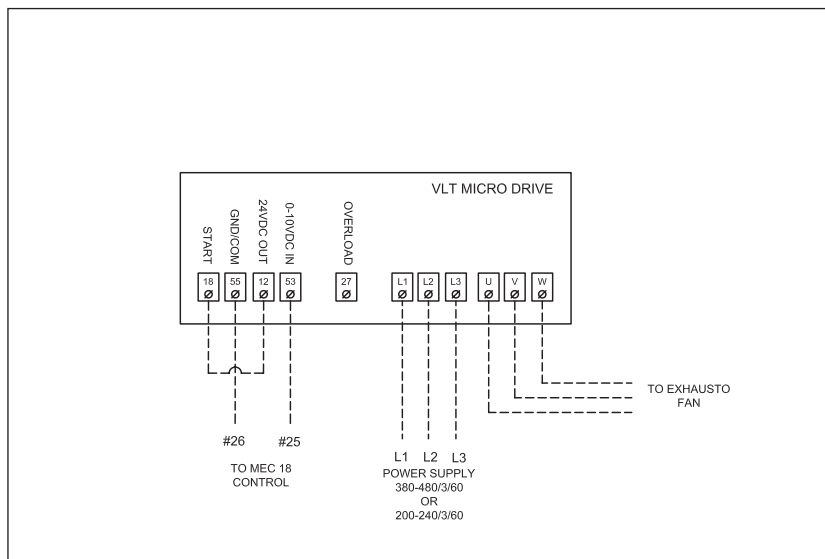 VLT MICRO DRIVE
START
GND/COM
24VDC OUT
0-10VDC IN
OVERLOAD
18 55 12 53 27 L1 L2 L3 U V W
TO EXHAUSTO
FAN
#26 #25
TO MEC 18
CONTROL
L1 L2 L3
POWER SUPPLY
380-480/3/60
OR
200-240/3/60